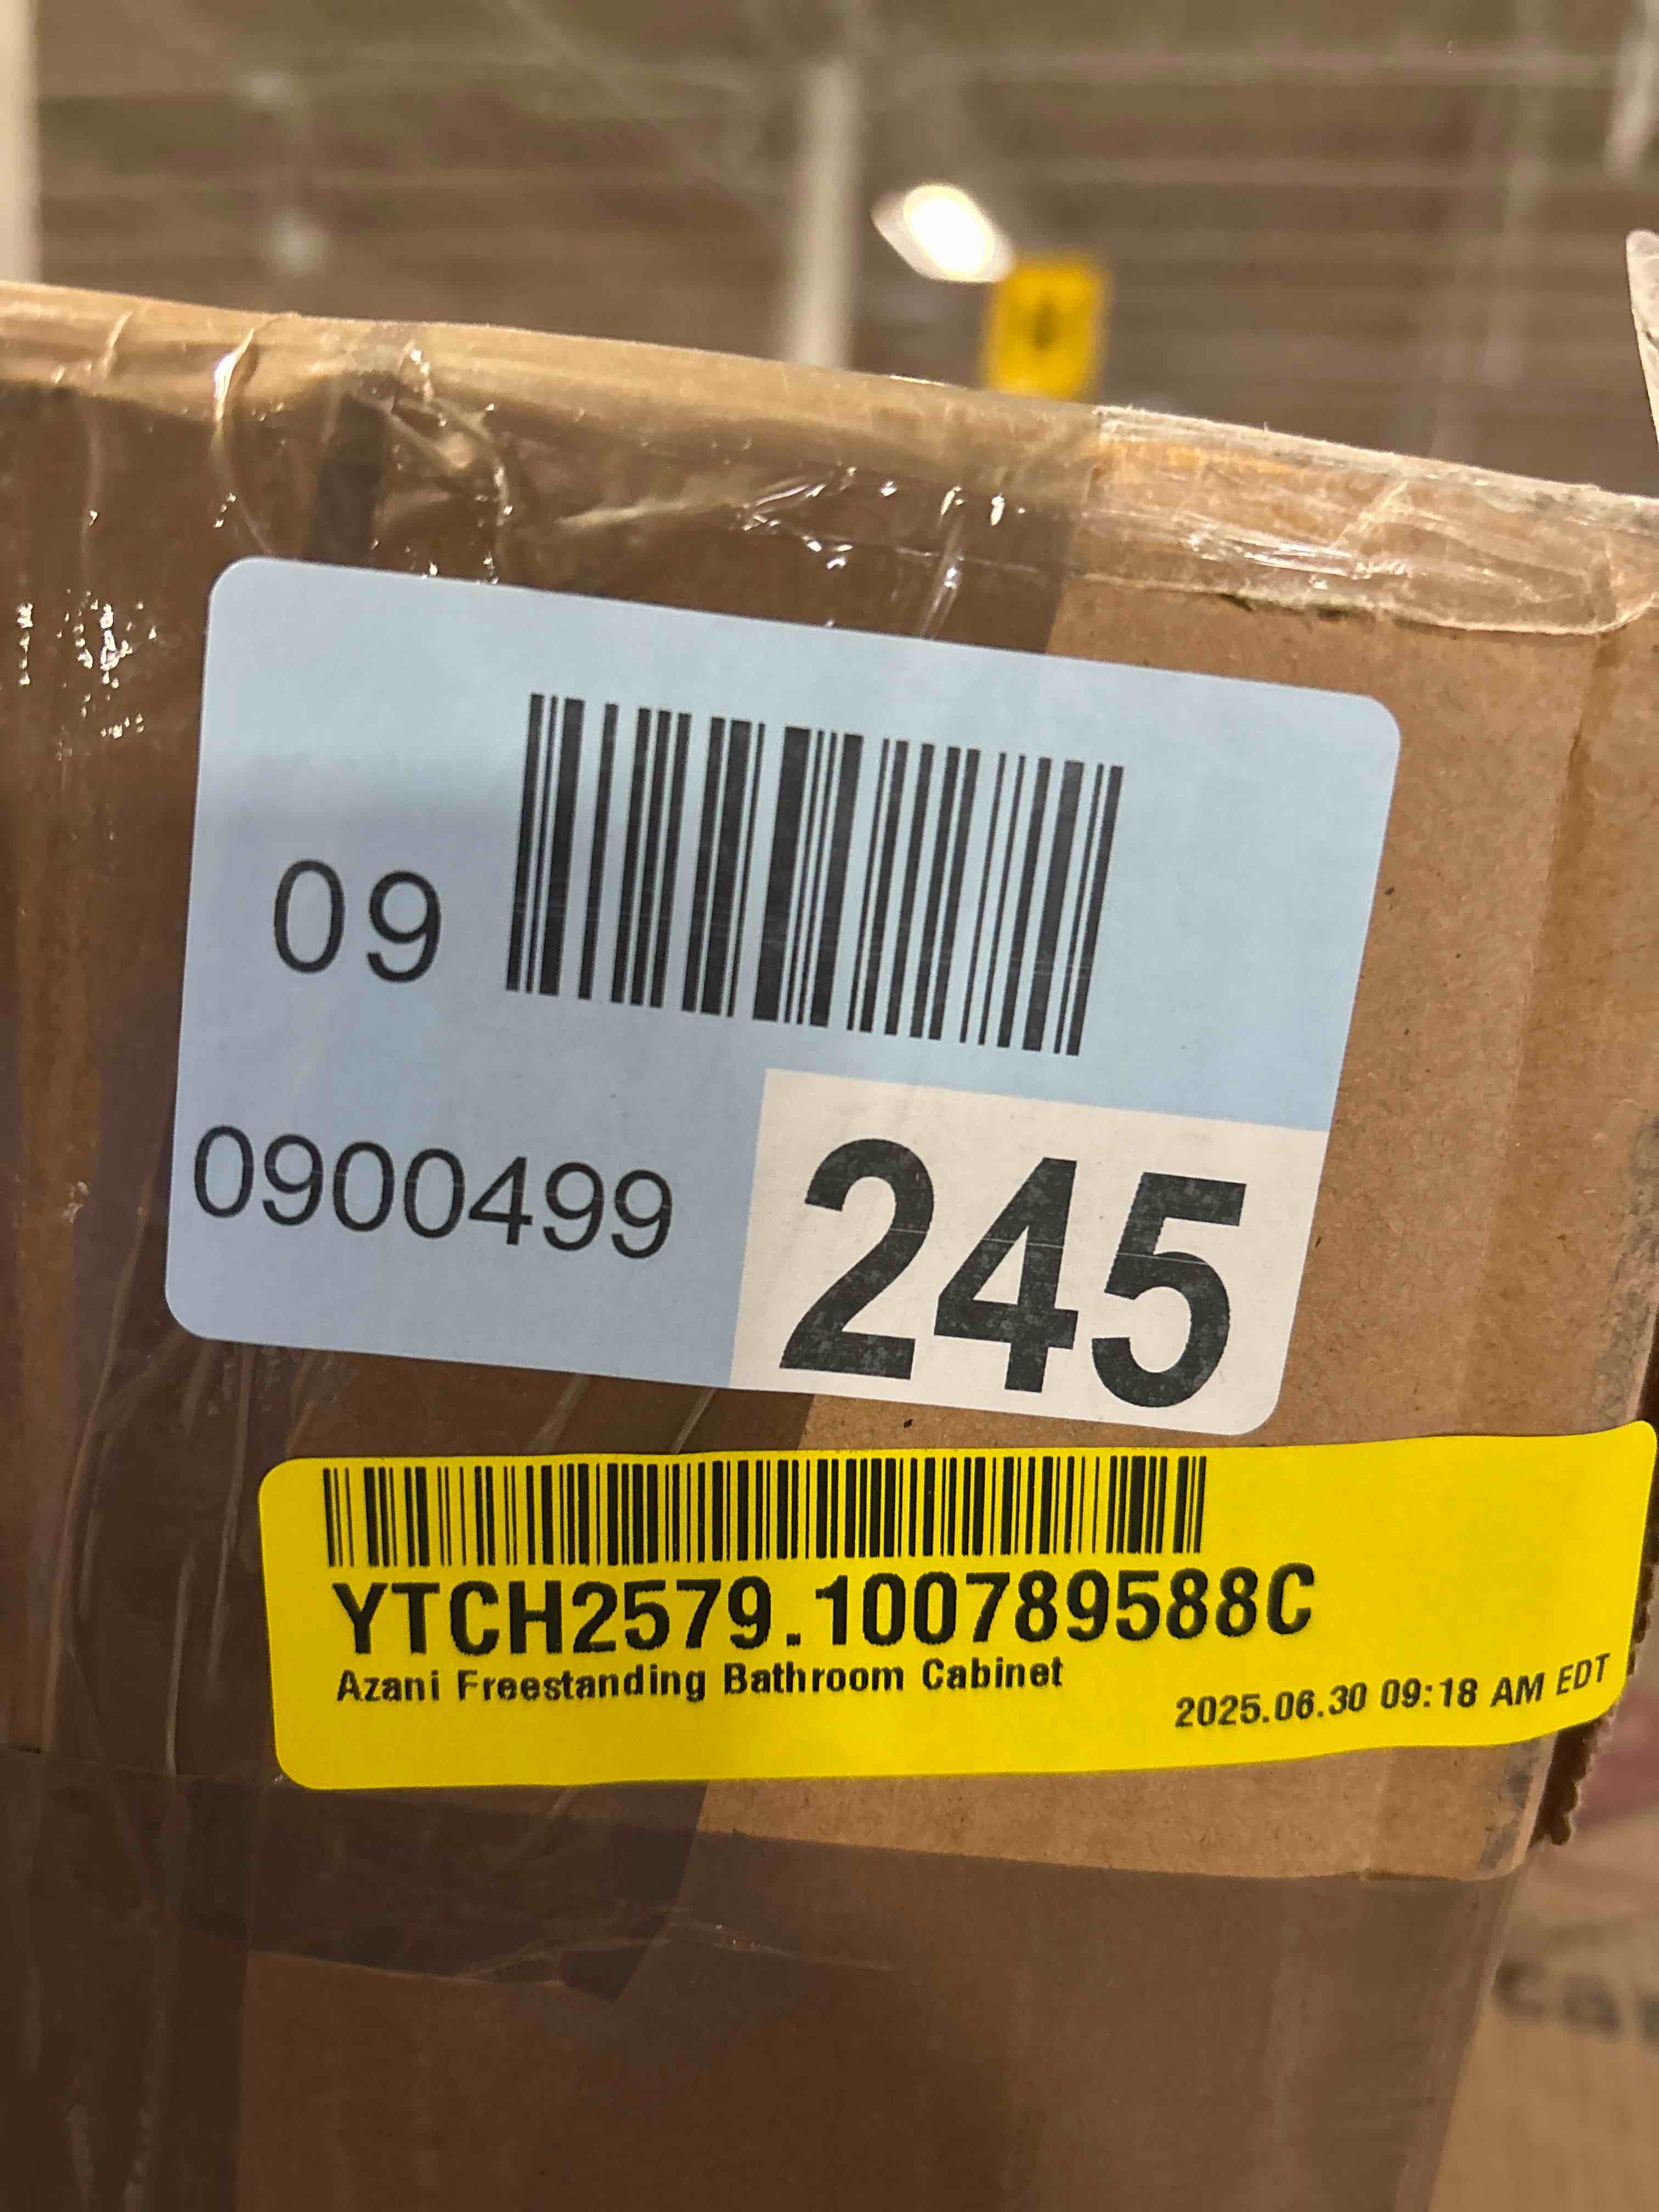 09
0900499
245
YTCH2579.100789588C
Azani Freestanding Bathroom Cabinet
2025.06.30 09:18 AM EDT